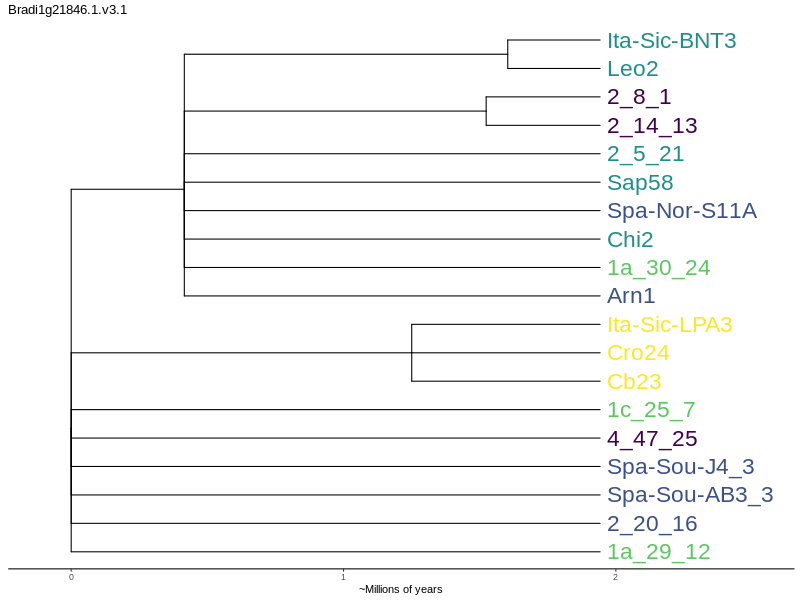 Bradi1g21846.1.v3.1
Ita-Sic-BNT3
Leo2
2_8_1
2_14_13
2_5_21
Sap58
Spa-Nor-S11A
Chi2
1a_30_24
Arn1
Ita-Sic-LPA3
Cro24
Cb23
1c_25_7
4_47_25
Spa-Sou-J4_3
Spa-Sou-AB3_3
2_20_16
1a_29_12
0 1 2
~Millions of years